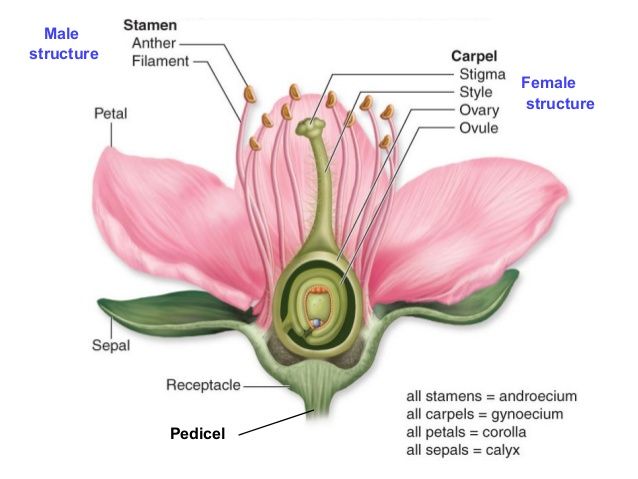 Male
structure
Stamen
Anther
Filament
Carpel
Stigma
Style
Ovary
Ovule
Female
structure
Petal
Sepal
Receptacle
Pedicel
all stamens = androecium
all carpels = gynoecium
all petals = corolla
all sepals = calyx